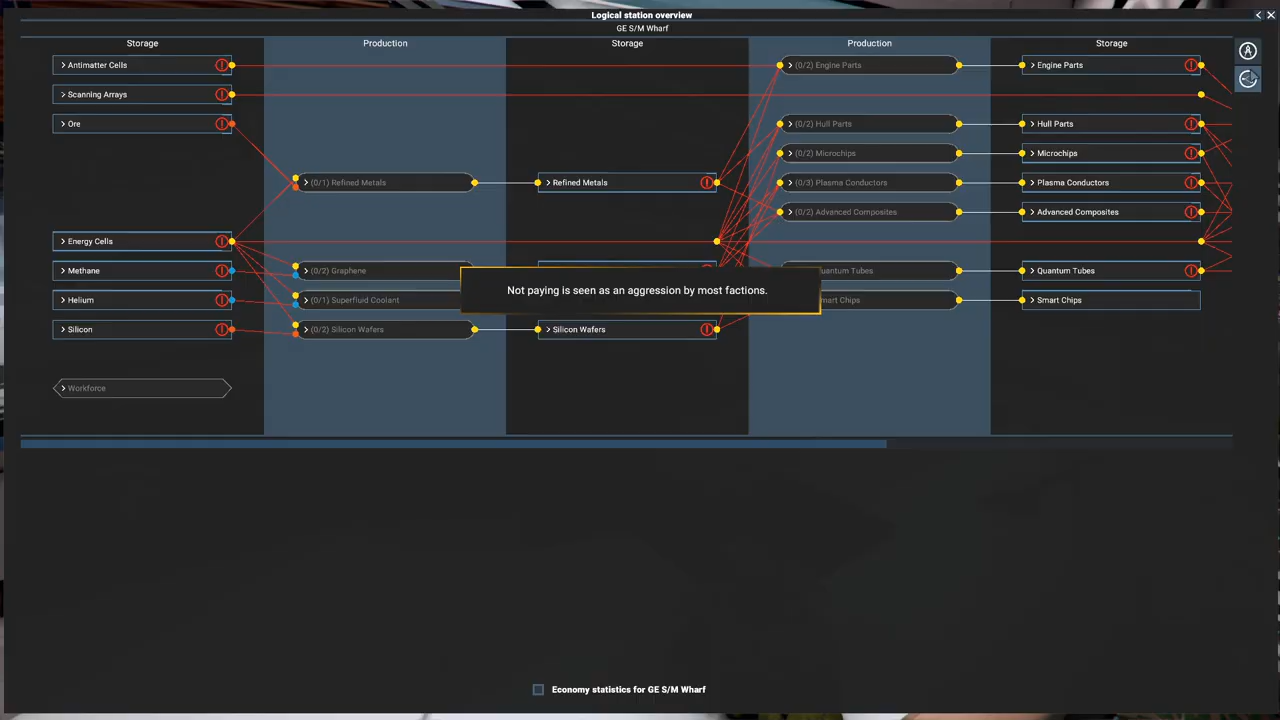 Logical station overview
GE S/M Wharf
Storage
Production
Storage
Production
Storage
Antimatter Cells
(0/2) Engine Parts
Engine Parts
Scanning Arrays
Ore
(0/2) Hull Parts
Hull Parts
(0/2) Microchips
Microchips
(0/1) Refined Metals
Refined Metals
(0/3) Plasma Conductors
Plasma Conductors
(0/2) Advanced Composites
Advanced Composites
Energy Cells
Methane
(0/2) Graphene
Quantum Tubes
Quantum Tubes
Not paying is seen as an aggression by most factions.
Helium
(0/1) Superfluid Coolant
Smart Chips
Silicon
(0/2) Silicon Wafers
Silicon Wafers
Workforce
Economy statistics for GE S/M Wharf